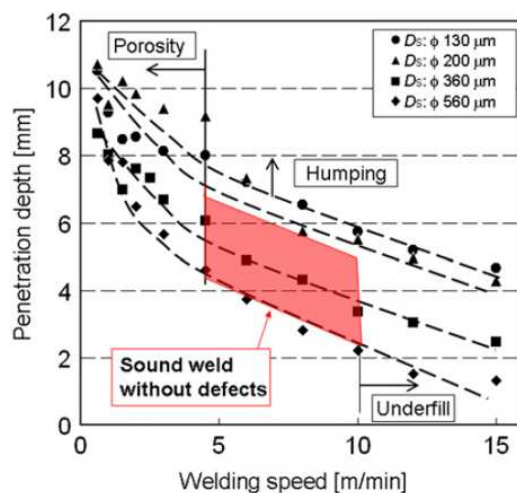 Penetration depth [mm]
12
10
8
6
4
2
0
Porosity
Ds: φ 130 μm
Ds: φ 200 μm
Ds: φ 360 μm
Ds: φ 560 μm
Humping
Sound weld
without defects
Underfill
0
5
10
15
Welding speed [m/min]